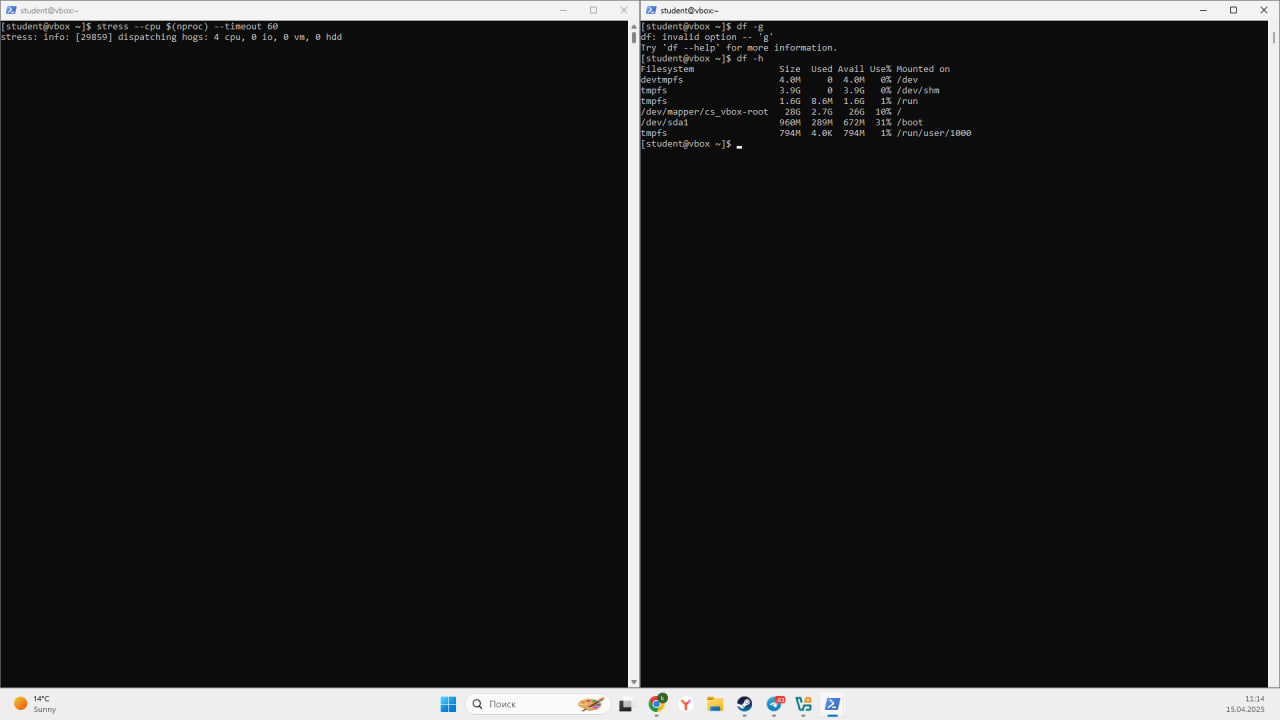 student@vbox:~
[student@vbox ~]$ stress --cpu $(nproc) --timeout 60
stress: info: [29859] dispatching hogs: 4 cpu, 0 io, 0 vm, 0 hdd
student@vbox:~
[student@vbox ~]$ df -g
df: invalid option -- 'g'
Try 'df --help' for more information.
[student@vbox ~]$ df -h
Filesystem Size Used Avail Use% Mounted on
devtmpfs 4.0M 0 4.0M 0% /dev
tmpfs 3.9G 0 3.9G 0% /dev/shm
tmpfs 1.6G 8.6M 1.6G 1% /run
/dev/mapper/cs_vbox-root 28G 2.7G 26G 10% /
/dev/sda1 960M 289M 672M 31% /boot
tmpfs 794M 4.0K 794M 1% /run/user/1000
[student@vbox ~]$
14°C
Sunny
Поиск
11:14
15.04.2025